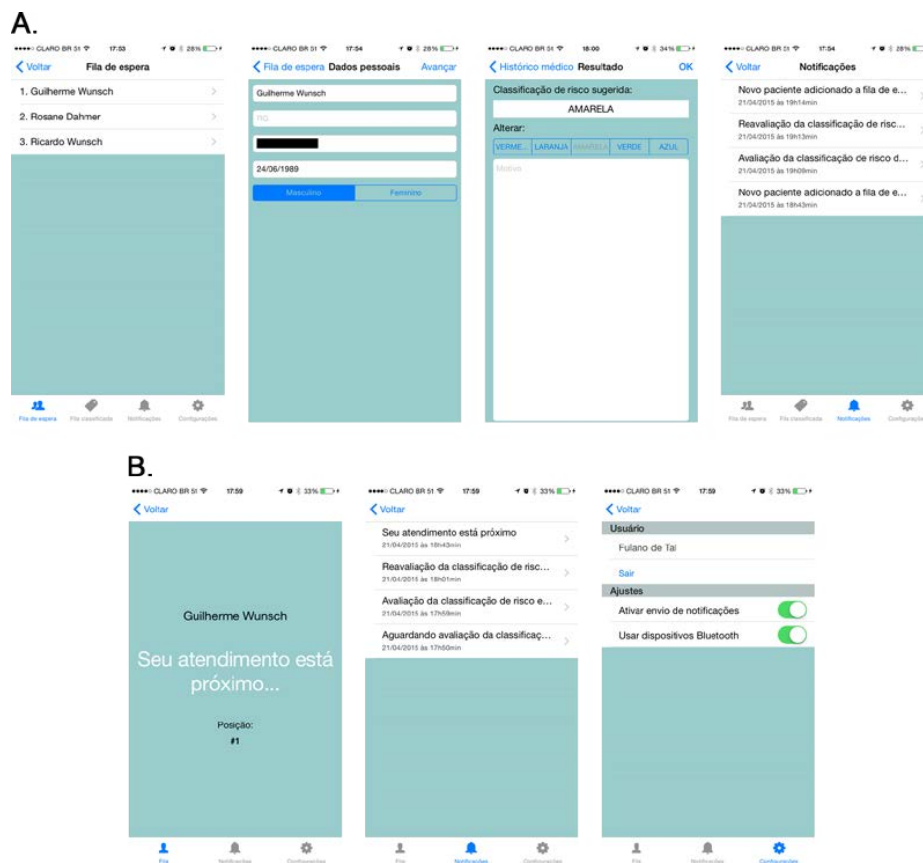 A.
CLARO BR 17:53 28%
Voltar Fila de espera
1. Guilherme Wunsch
2. Rosane Dahmer
3. Ricardo Wunsch
Fila de espera Fila classificada Notificações Configurações
CLARO BR 17:54 28%
Fila de espera Dados pessoais Avançar
Guilherme Wunsch
RG
24/06/1989
Masculino Feminino
CLARO BR 18:00 34%
Histórico médico Resultado OK
Classificação de risco sugerida:
AMARELA
Alterar:
VERME... LARANJA AMARELA VERDE AZUL
Motivo
CLARO BR 17:54 28%
Voltar Notificações
Novo paciente adicionado a fila de e...
21/04/2015 às 19h14min
Reavaliação da classificação de risc...
21/04/2015 às 19h13min
Avaliação da classificação de risco d...
21/04/2015 às 19h09min
Novo paciente adicionado a fila de e...
21/04/2015 às 18h43min
Fila de espera Fila classificada Notificações Configurações
B.
CLARO BR 17:59 33%
Voltar
Guilherme Wunsch
Seu atendimento está
próximo...
Posição:
#1
Fila Notificações Configurações
CLARO BR 17:59 33%
Voltar
Seu atendimento está próximo
21/04/2015 às 18h43min
Reavaliação da classificação de risc...
21/04/2015 às 18h01min
Avaliação da classificação de risco e...
21/04/2015 às 17h59min
Aguardando avaliação da classificaç...
21/04/2015 às 17h50min
Fila Notificações Configurações
CLARO BR 17:59 33%
Voltar
Usuário
Fulano de Tal
Sair
Ajustes
Ativar envio de notificações
Usar dispositivos Bluetooth
Fila Notificações Configurações